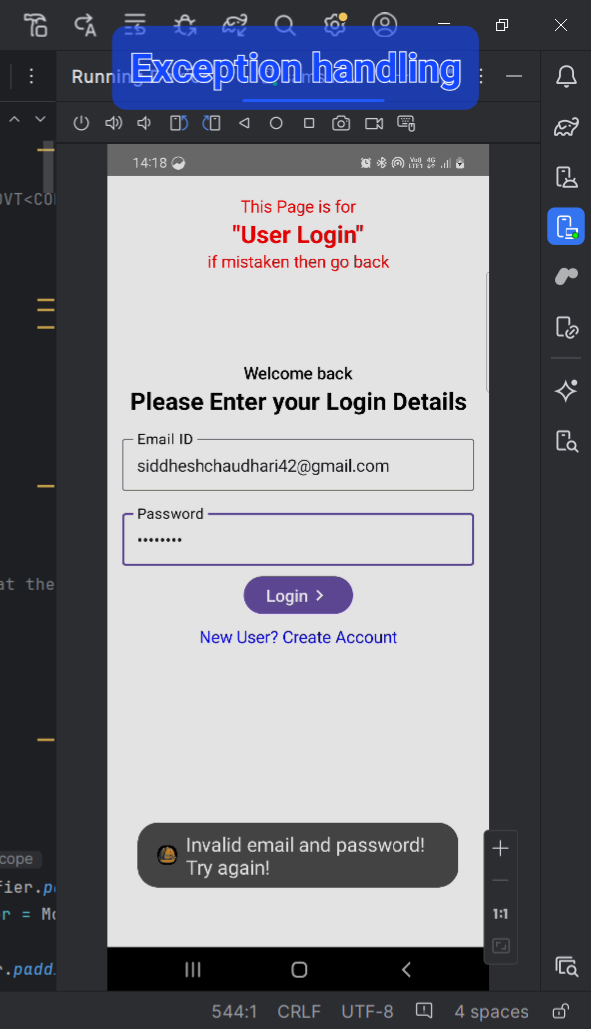 Exception handling
Running
14:18
This Page is for
"User Login"
if mistaken then go back
OVT<CO
Welcome back
Please Enter your Login Details
Email ID
siddheshchaudhari42@gmail.com
Password
••••••••
Login >
at the
New User? Create Account
Invalid email and password!
Try again!
cope
fier.p
r = Mo
1:1
r.padd
544:1 CRLF UTF-8 4 spaces